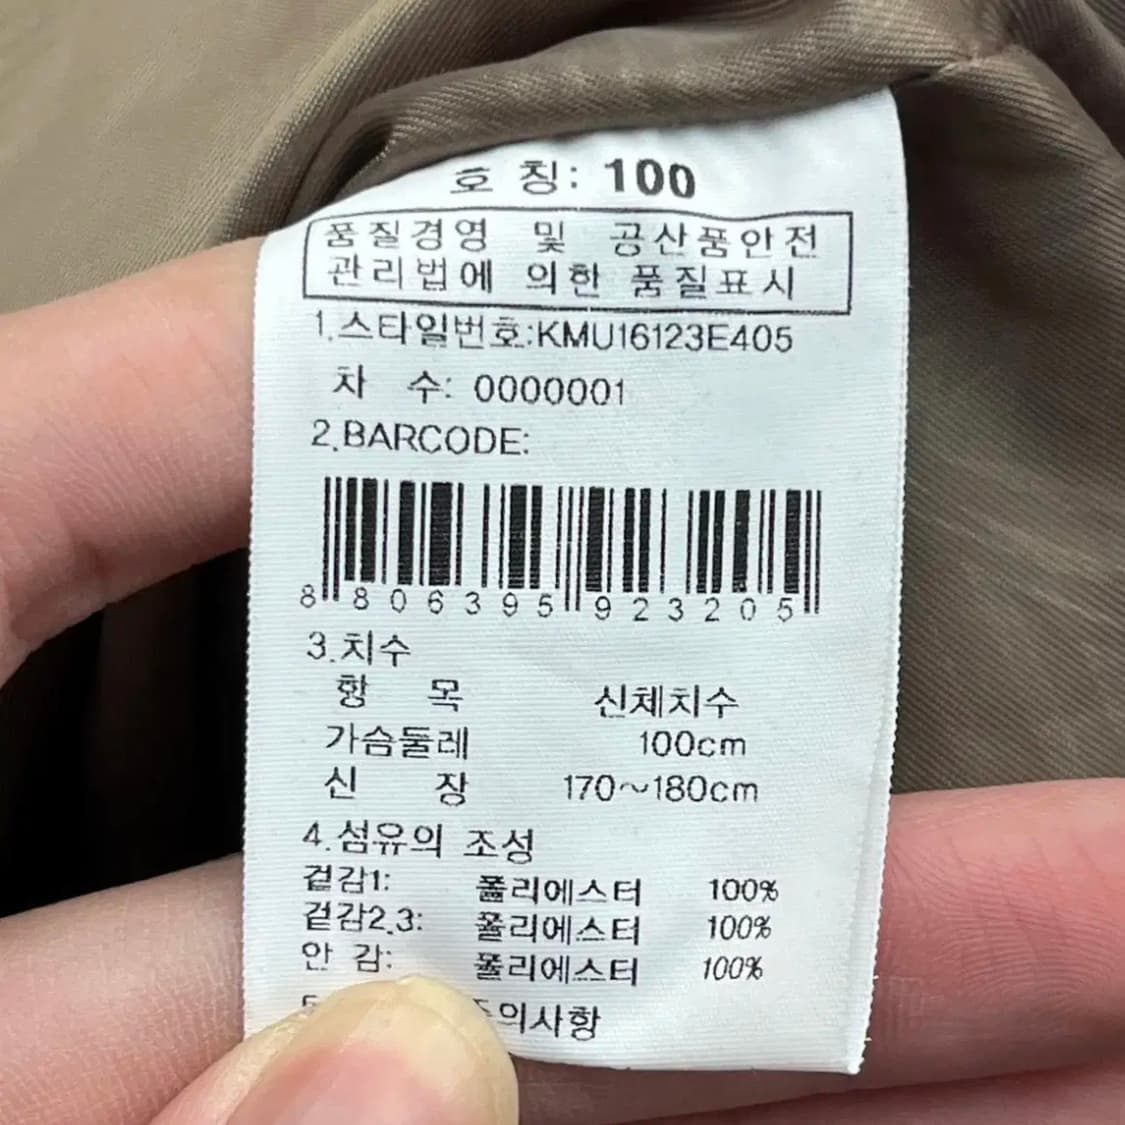 호 칭: 100
품질경영 및 공산품안전
관리법에 의한 품질표시
1.스타일번호:KMU16123E405
차 수: 0000001
2.BARCODE:
8 806395 923205
3.치수
항 목 신체치수
가슴둘레 100cm
신 장 170~180cm
4.섬유의 조성
겉감1: 폴리에스터 100%
겉감2.3: 폴리에스터 100%
안 감: 폴리에스터 100%
주의사항